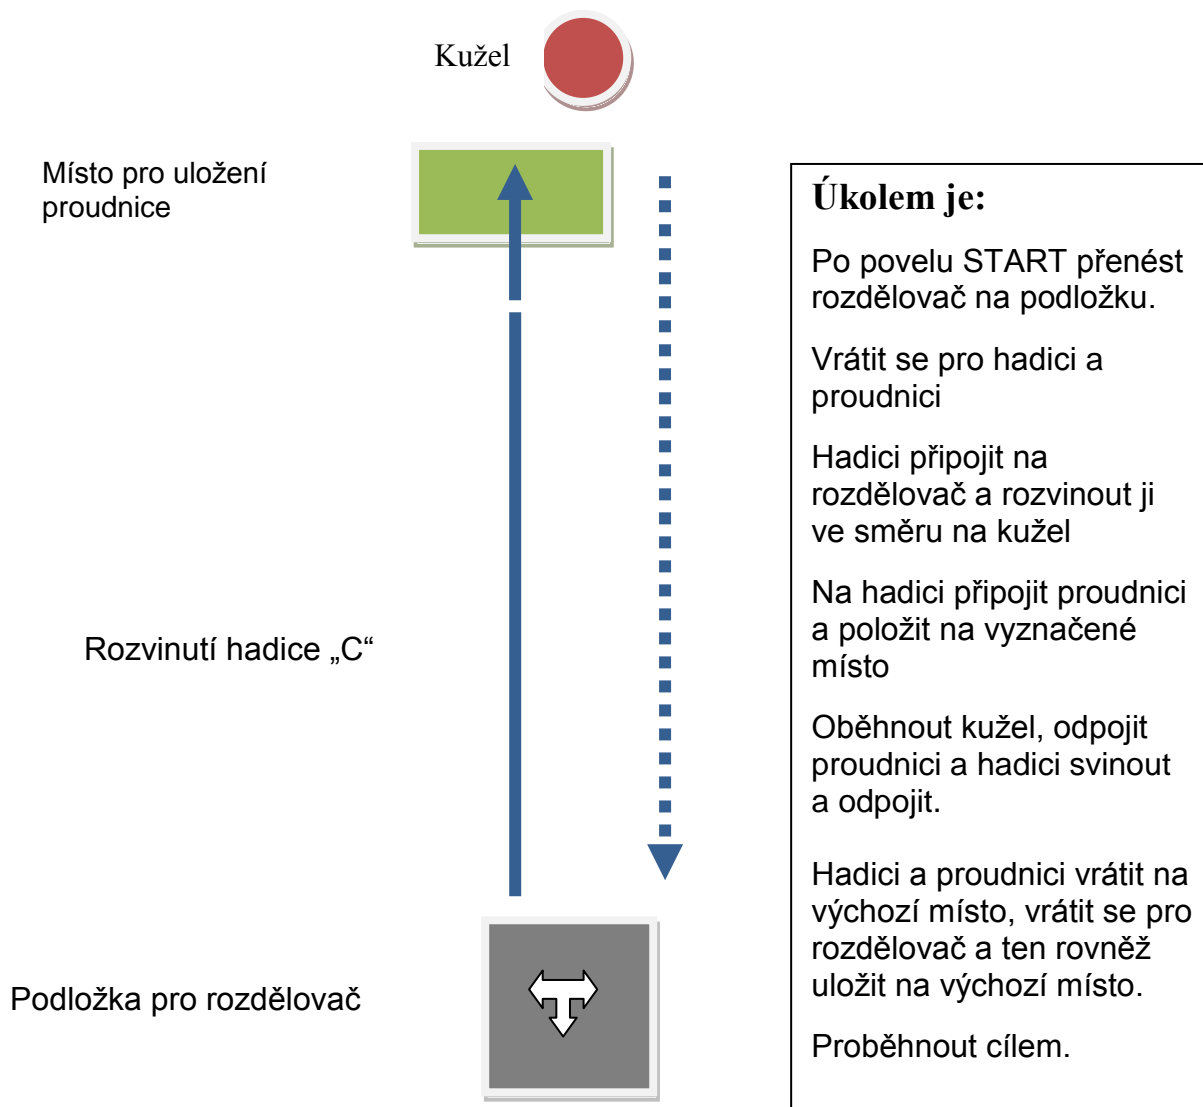 Kužel
Místo pro uložení
proudnice
Rozvinutí hadice „C“
Podložka pro rozdělovač
Úkolem je:
Po povelu START přenést
rozdělovač na podložku.
Vrátit se pro hadici a
proudnici
Hadici připojit na
rozdělovač a rozvinout ji
ve směru na kužel
Na hadici připojit proudnici
a položit na vyznačené
místo
Oběhnout kužel, odpojit
proudnici a hadici svinout
a odpojit.
Hadici a proudnici vrátit na
výchozí místo, vrátit se pro
rozdělovač a ten rovněž
uložit na výchozí místo.
Proběhnout cílem.